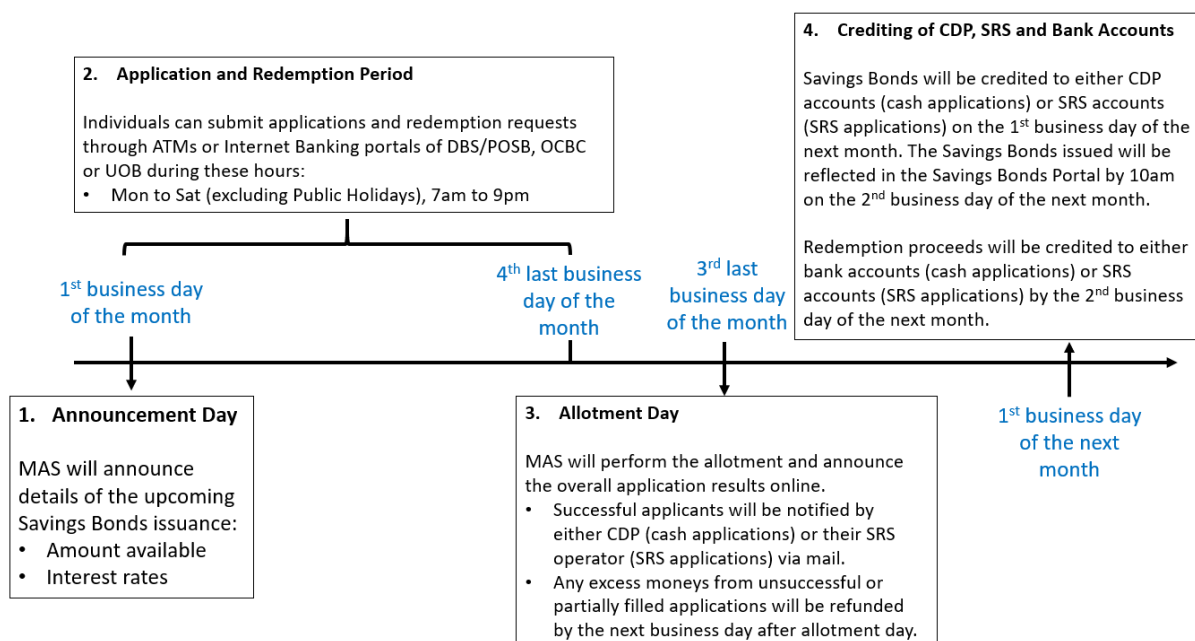 1. Announcement Day
MAS will announce
details of the upcoming
Savings Bonds issuance:
• Amount available
• Interest rates
2. Application and Redemption Period
Individuals can submit applications and redemption requests
through ATMs or Internet Banking portals of DBS/POSB, OCBC
or UOB during these hours:
• Mon to Sat (excluding Public Holidays), 7am to 9pm
1st business day
of the month
4th last business
day of the
month
3rd last
business day
of the month
3. Allotment Day
MAS will perform the allotment and announce
the overall application results online.
• Successful applicants will be notified by
either CDP (cash applications) or their SRS
operator (SRS applications) via mail.
• Any excess moneys from unsuccessful or
partially filled applications will be refunded
by the next business day after allotment day.
4. Crediting of CDP, SRS and Bank Accounts
Savings Bonds will be credited to either CDP
accounts (cash applications) or SRS accounts
(SRS applications) on the 1st business day of the
next month. The Savings Bonds issued will be
reflected in the Savings Bonds Portal by 10am
on the 2nd business day of the next month.
Redemption proceeds will be credited to either
bank accounts (cash applications) or SRS
accounts (SRS applications) by the 2nd business
day of the next month.
1st business day
of the next
month